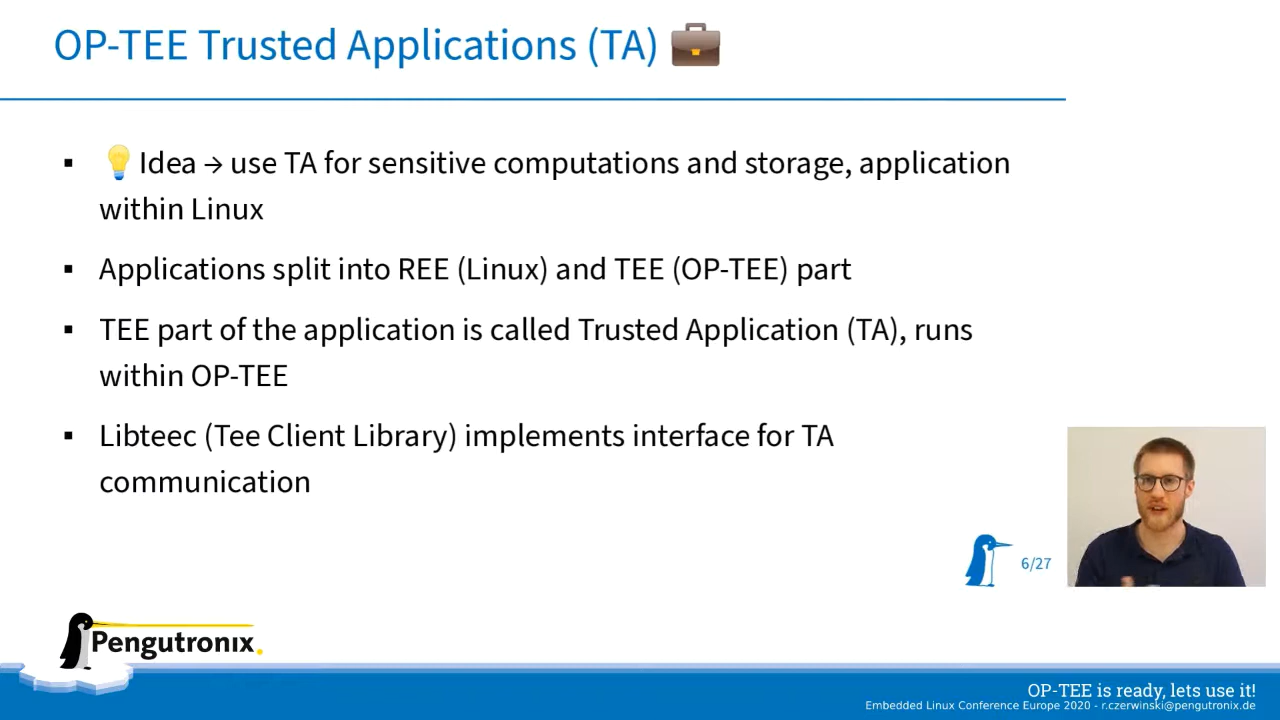 OP-TEE Trusted Applications (TA) 💼
▪ 💡Idea → use TA for sensitive computations and storage, application
within Linux
▪ Applications split into REE (Linux) and TEE (OP-TEE) part
▪ TEE part of the application is called Trusted Application (TA), runs
within OP-TEE
▪ Libteec (Tee Client Library) implements interface for TA
communication
6/27
Pengutronix.
OP-TEE is ready, lets use it!
Embedded Linux Conference Europe 2020 - r.czerwinski@pengutronix.de